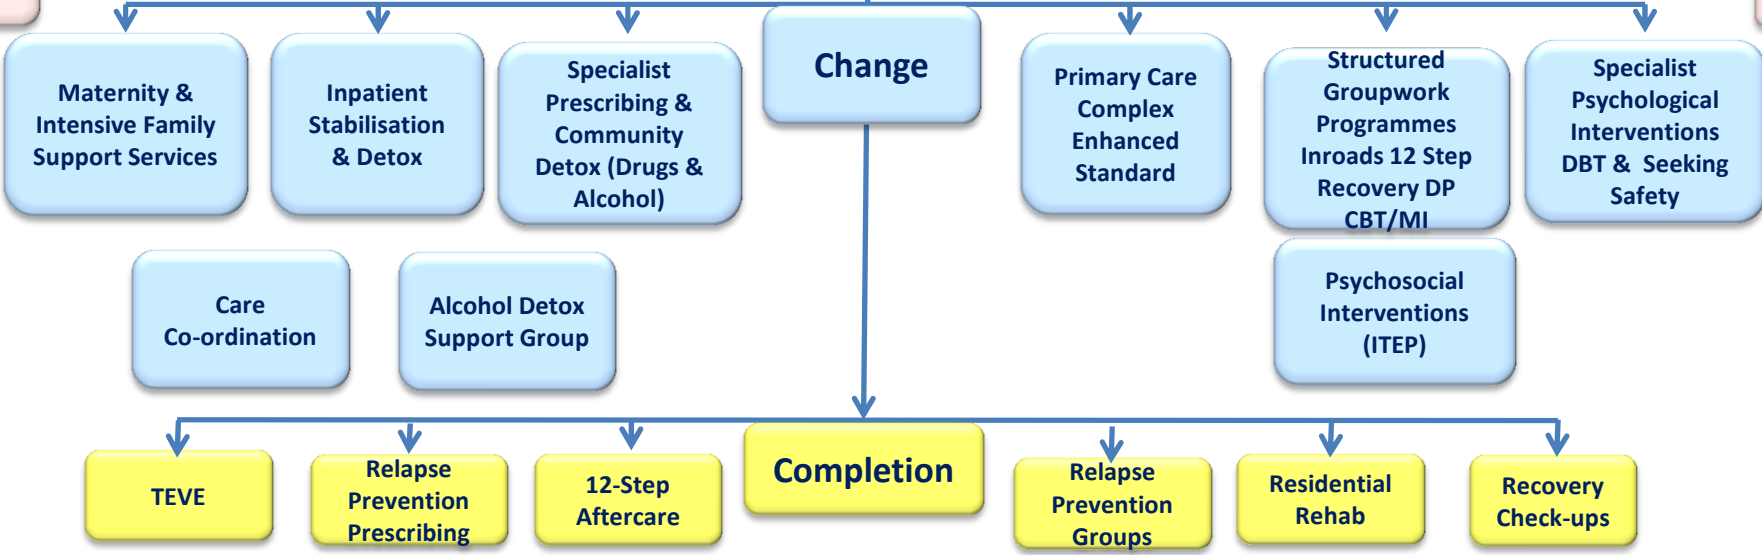 Maternity &
Intensive Family
Support Services
Inpatient
Stabilisation
& Detox
Specialist
Prescribing &
Community
Detox (Drugs &
Alcohol)
Change
Primary Care
Complex
Enhanced
Standard
Structured
Groupwork
Programmes
Inroads 12 Step
Recovery DP
CBT/MI
Specialist
Psychological
Interventions
DBT & Seeking
Safety
Care
Co-ordination
Alcohol Detox
Support Group
Psychosocial
Interventions
(ITEP)
TEVE
Relapse
Prevention
Prescribing
12-Step
Aftercare
Completion
Relapse
Prevention
Groups
Residential
Rehab
Recovery
Check-ups